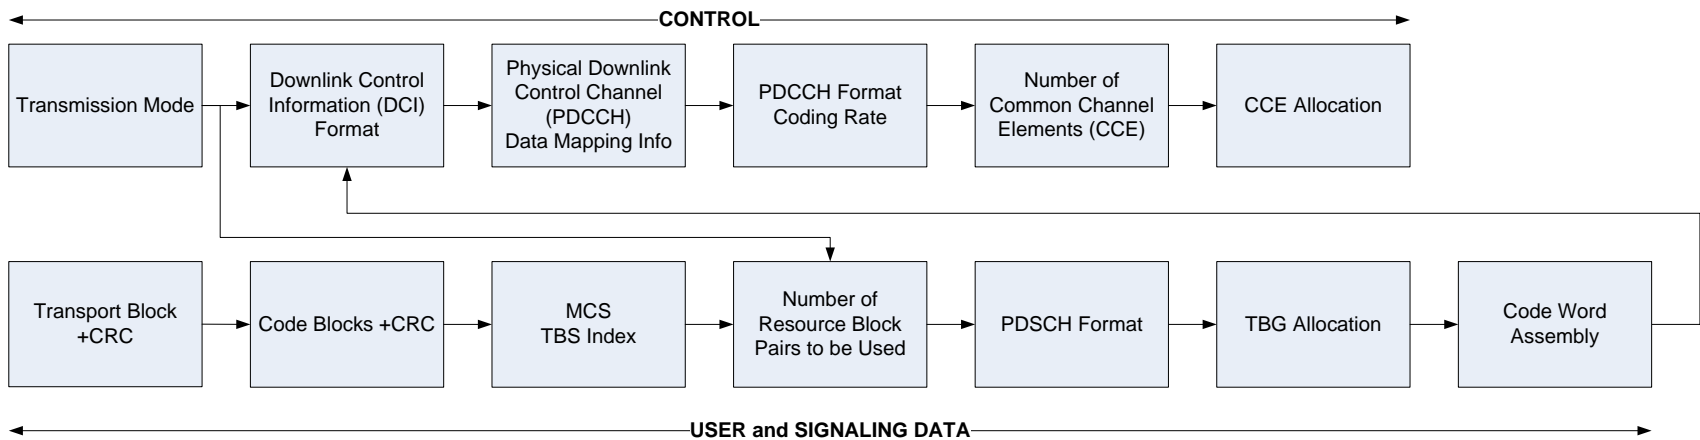 CONTROL
Transmission Mode
Downlink Control
Information (DCI)
Format
Physical Downlink
Control Channel
(PDCCH)
Data Mapping Info
PDCCH Format
Coding Rate
Number of
Common Channel
Elements (CCE)
CCE Allocation
Transport Block
+CRC
Code Blocks +CRC
MCS
TBS Index
Number of
Resource Block
Pairs to be Used
PDSCH Format
TBG Allocation
Code Word
Assembly
USER and SIGNALING DATA